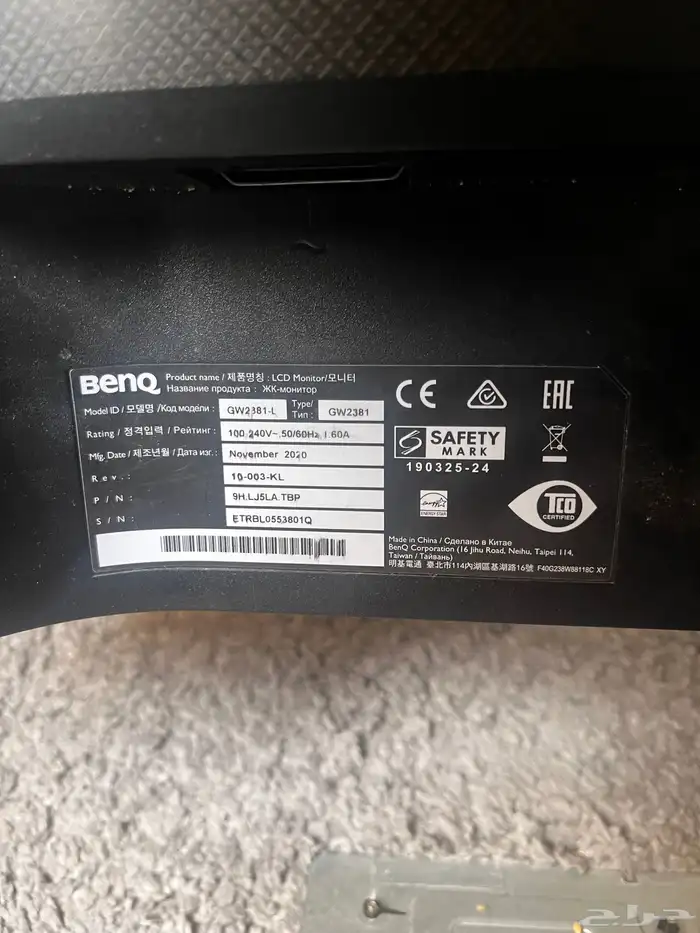 BenQ Product name / 제품명칭 : LCD Monitor/모니터
Название продукта : ЖК-монитор
Model ID / 모델명 /Код модели : GW2381-L Type/Тип : GW2381
Rating / 정격입력 / Рейтинг : 100-240V~ 50/60Hz 1.60A
Mfg. Date / 제조년월 / Дата изг.: November 2020
Rev.: 10-003-KL
P / N : 9H.LJ5LA.TBP
S / N : ETRBL0553801Q
CE
EAC
SAFETY
MARK
190325-24
ENERGY STAR
TCO
CERTIFIED
Made in China / Сделано в Китае
BenQ Corporation (16 Jihu Road, Neihu, Taipei 114,
Taiwan / Тайвань)
明基電通 臺北市114內湖區基湖路16號 F40G238W88118C XY
حراج